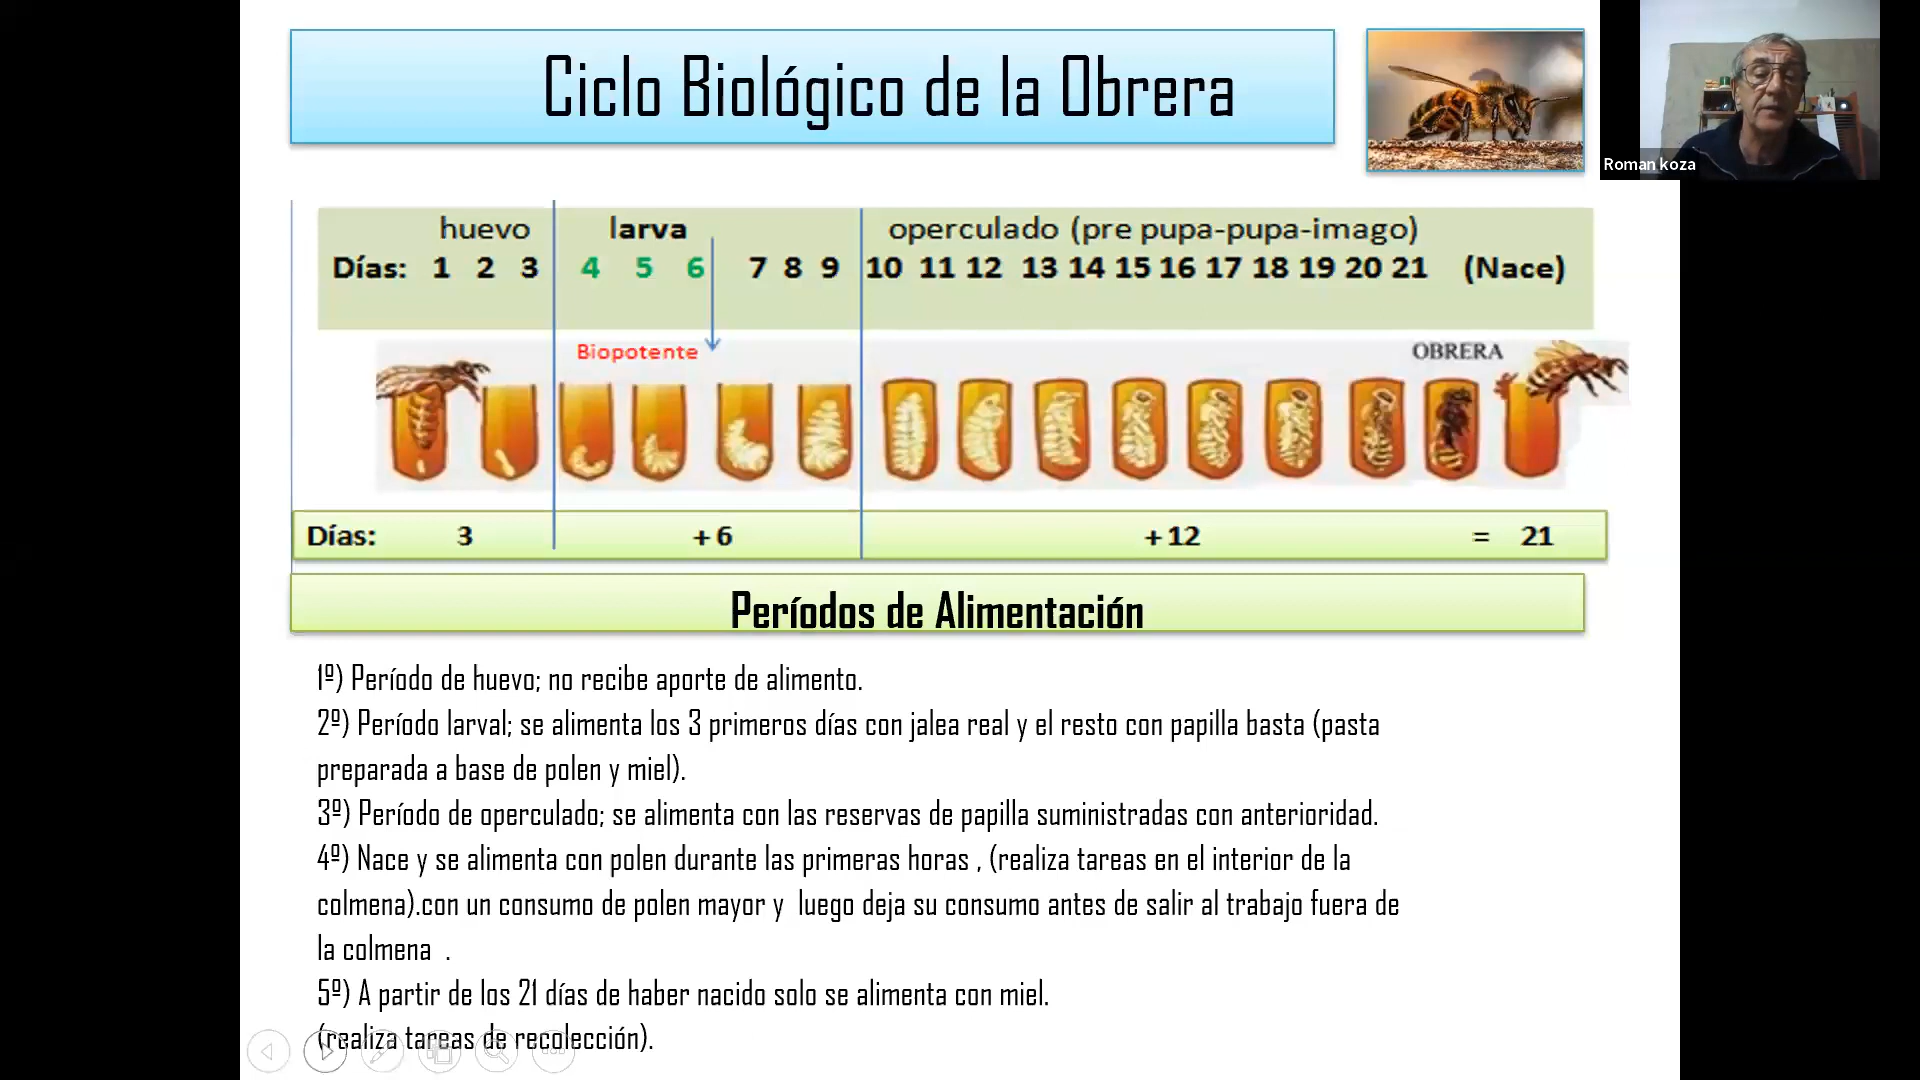 Ciclo Biológico de la Obrera
Roman koza
huevo larva operculado (pre pupa-pupa-imago)
Días: 1 2 3 4 5 6 7 8 9 10 11 12 13 14 15 16 17 18 19 20 21 (Nace)
Biopotente OBRERA
Días: 3 +6 +12 = 21
Períodos de Alimentación
1º) Período de huevo; no recibe aporte de alimento.
2º) Período larval; se alimenta los 3 primeros días con jalea real y el resto con papilla basta (pasta
preparada a base de polen y miel).
3º) Período de operculado; se alimenta con las reservas de papilla suministradas con anterioridad.
4º) Nace y se alimenta con polen durante las primeras horas , (realiza tareas en el interior de la
colmena).con un consumo de polen mayor y luego deja su consumo antes de salir al trabajo fuera de
la colmena .
5º) A partir de los 21 días de haber nacido solo se alimenta con miel.
(realiza tareas de recolección).